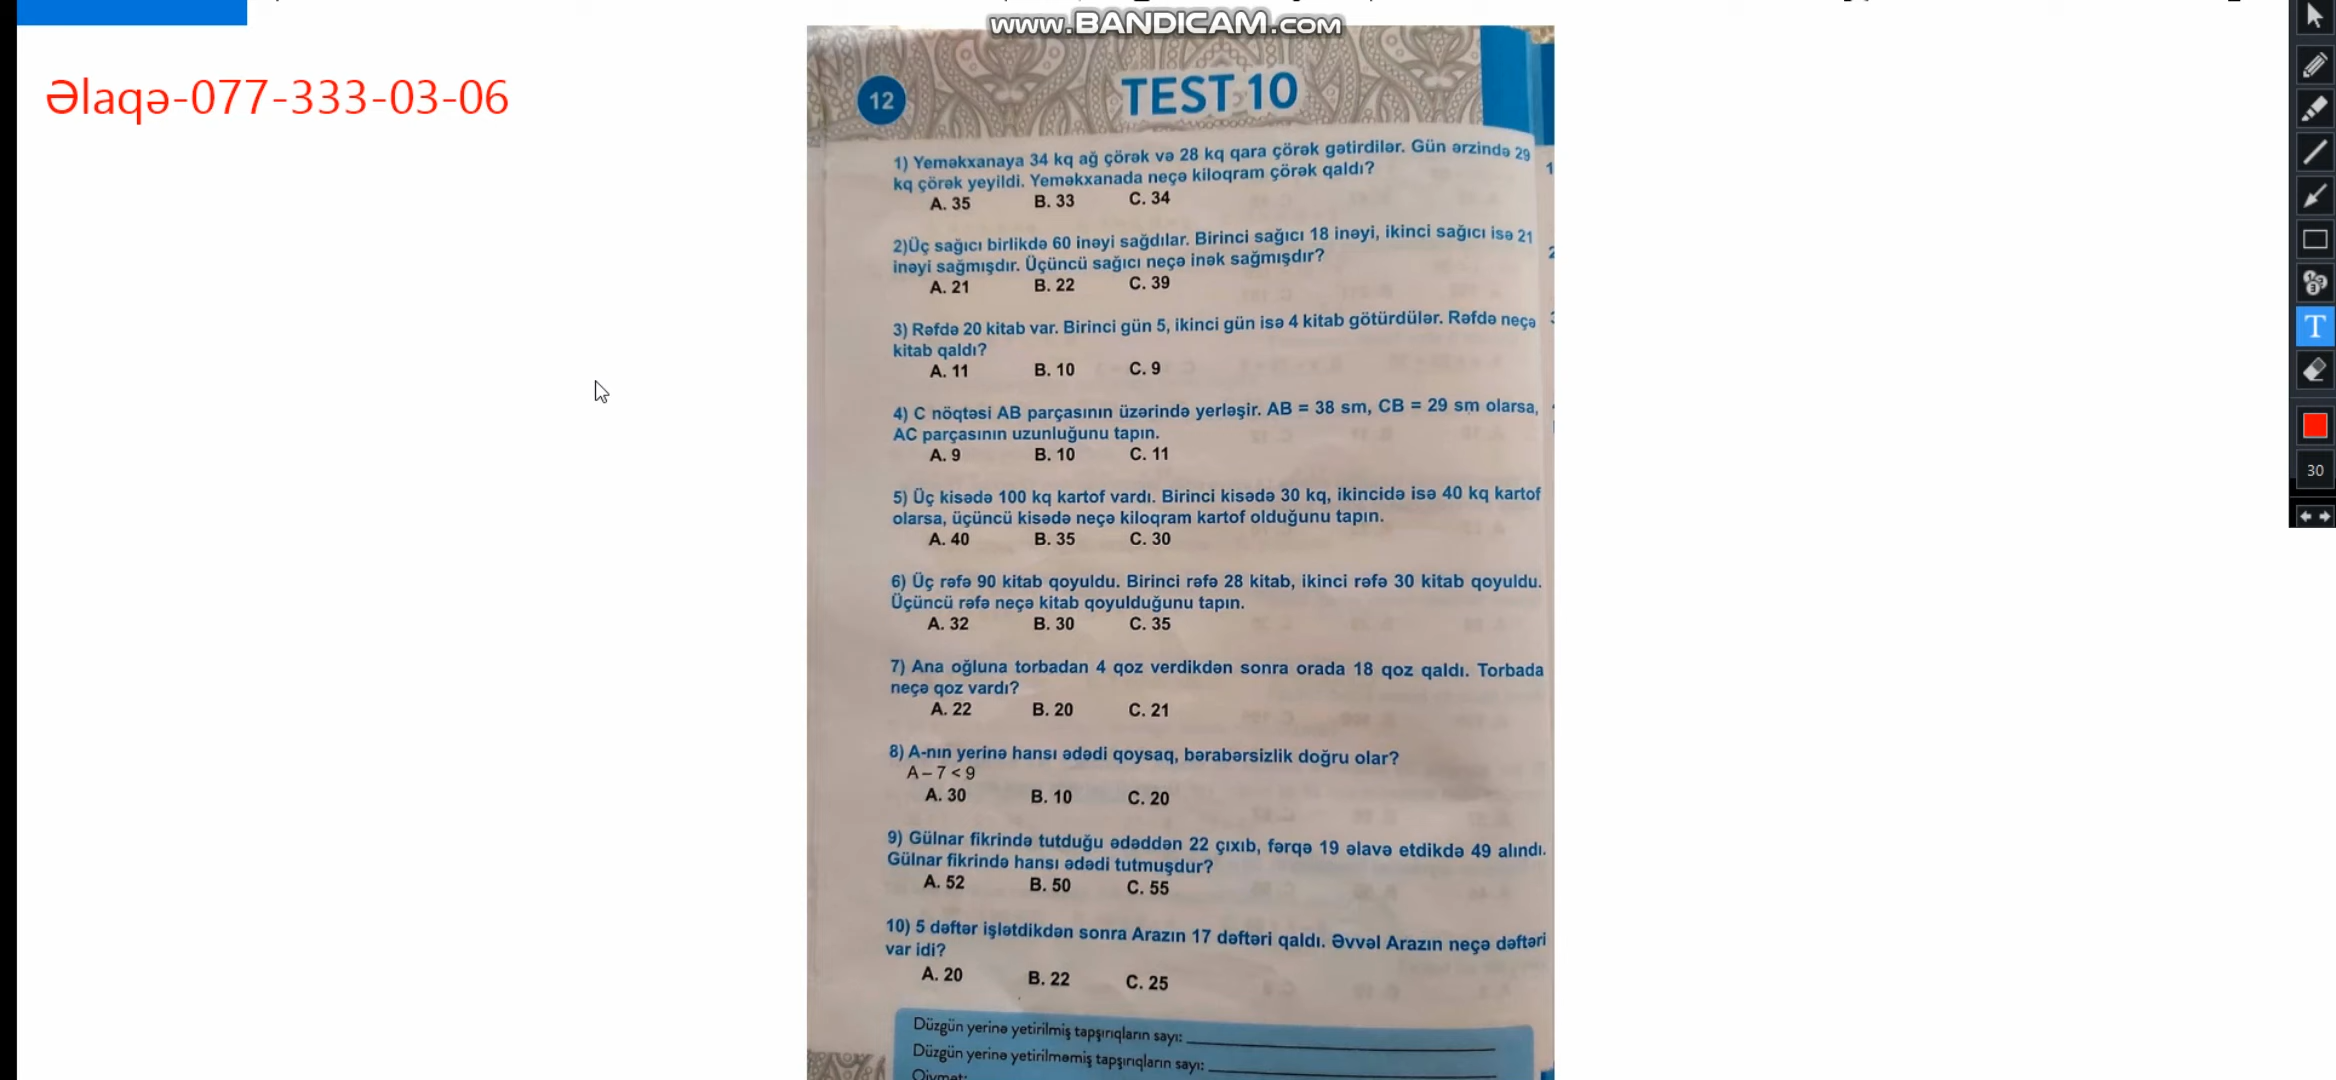 www.BANDICAM.com
Əlaqə-077-333-03-06
12
TEST 10
1) Yeməkxanaya 34 kq ağ çörək və 28 kq qara çörək gətirdilər. Gün ərzində 29
kq çörək yeyildi. Yeməkxanada neçə kiloqram çörək qaldı?
A. 35 B. 33 C. 34
2)Üç sağıcı birlikdə 60 inəyi sağdılar. Birinci sağıcı 18 inəyi, ikinci sağıcı isə 21
inəyi sağmışdır. Üçüncü sağıcı neçə inək sağmışdır?
A. 21 B. 22 C. 39
3) Rəfdə 20 kitab var. Birinci gün 5, ikinci gün isə 4 kitab götürdülər. Rəfdə neçə
kitab qaldı?
A. 11 B. 10 C. 9
4) C nöqtəsi AB parçasının üzərində yerləşir. AB = 38 sm, CB = 29 sm olarsa,
AC parçasının uzunluğunu tapın.
A. 9 B. 10 C. 11
5) Üç kisədə 100 kq kartof vardı. Birinci kisədə 30 kq, ikincidə isə 40 kq kartof
olarsa, üçüncü kisədə neçə kiloqram kartof olduğunu tapın.
A. 40 B. 35 C. 30
6) Üç rəfə 90 kitab qoyuldu. Birinci rəfə 28 kitab, ikinci rəfə 30 kitab qoyuldu.
Üçüncü rəfə neçə kitab qoyulduğunu tapın.
A. 32 B. 30 C. 35
7) Ana oğluna torbadan 4 qoz verdikdən sonra orada 18 qoz qaldı. Torbada
neçə qoz vardı?
A. 22 B. 20 C. 21
8) A-nın yerinə hansı ədədi qoysaq, bərabərsizlik doğru olar?
A – 7 < 9
A. 30 B. 10 C. 20
9) Gülnar fikrində tutduğu ədəddən 22 çıxıb, fərqə 19 əlavə etdikdə 49 alındı.
Gülnar fikrində hansı ədədi tutmuşdur?
A. 52 B. 50 C. 55
10) 5 dəftər işlətdikdən sonra Arazın 17 dəftəri qaldı. Əvvəl Arazın neçə dəftəri
var idi?
A. 20 B. 22 C. 25
Düzgün yerinə yetirilmiş tapşırıqların sayı:
Düzgün yerinə yetirilməmiş tapşırıqların sayı:
T
30